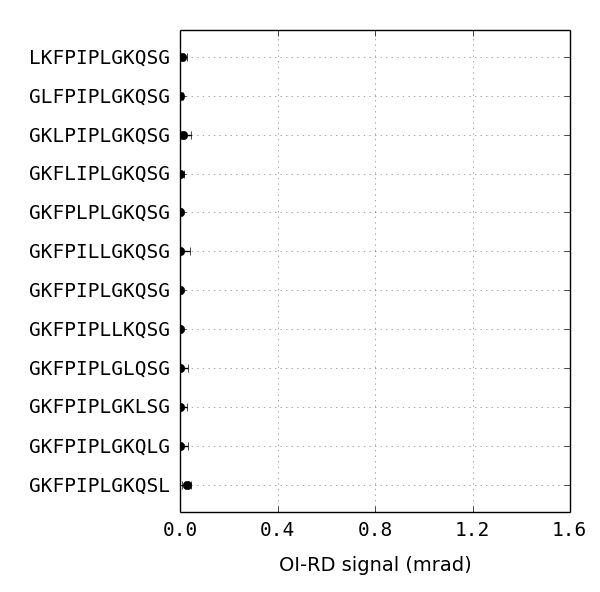 LKFPIPLGKQSG
GLFPIPLGKQSG
GKLPIPLGKQSG
GKFLIPLGKQSG
GKFPLPLGKQSG
GKFPILLGKQSG
GKFPIPLGKQSG
GKFPIPLLKQSG
GKFPIPLGLQSG
GKFPIPLGKLSG
GKFPIPLGKQLG
GKFPIPLGKQSL
0.0 0.4 0.8 1.2 1.6
OI-RD signal (mrad)